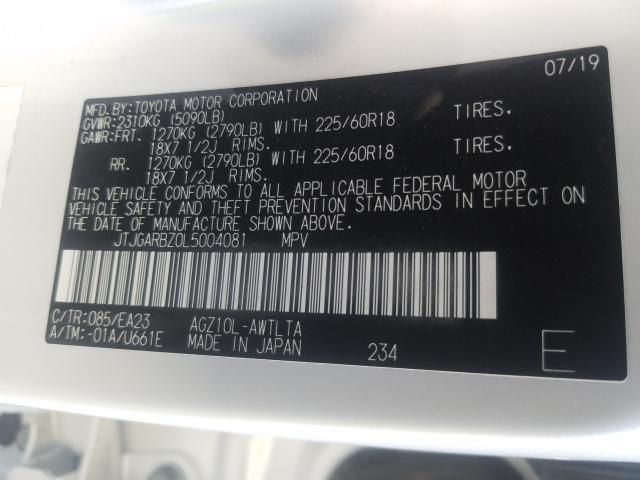 07/19
MFD.BY:TOYOTA MOTOR CORPORATION
GVWR:2310KG (5090LB)
GAWR:FRT. 1270KG (2790LB) WITH 225/60R18 TIRES.
18X7 1/2J RIMS.
RR. 1270KG (2790LB) WITH 225/60R18 TIRES.
18X7 1/2J RIMS.
THIS VEHICLE CONFORMS TO ALL APPLICABLE FEDERAL MOTOR
VEHICLE SAFETY AND THEFT PREVENTION STANDARDS IN EFFECT ON
THE DATE OF MANUFACTURE SHOWN ABOVE.
JTJGARBZ0L5004081 MPV
C/TR:085/EA23 AGZ10L-AWTLTA
A/TM:-01A/U661E MADE IN JAPAN 234 E